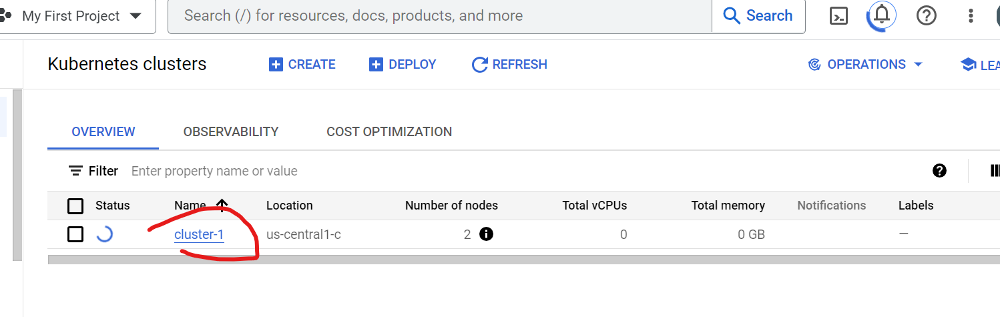 My First Project Search (/) for resources, docs, products, and more Search
Kubernetes clusters CREATE DEPLOY REFRESH OPERATIONS
OVERVIEW OBSERVABILITY COST OPTIMIZATION
Filter Enter property name or value
Status Name Location Number of nodes Total vCPUs Total memory Notifications Labels
cluster-1 us-central1-c 2 0 0 GB —